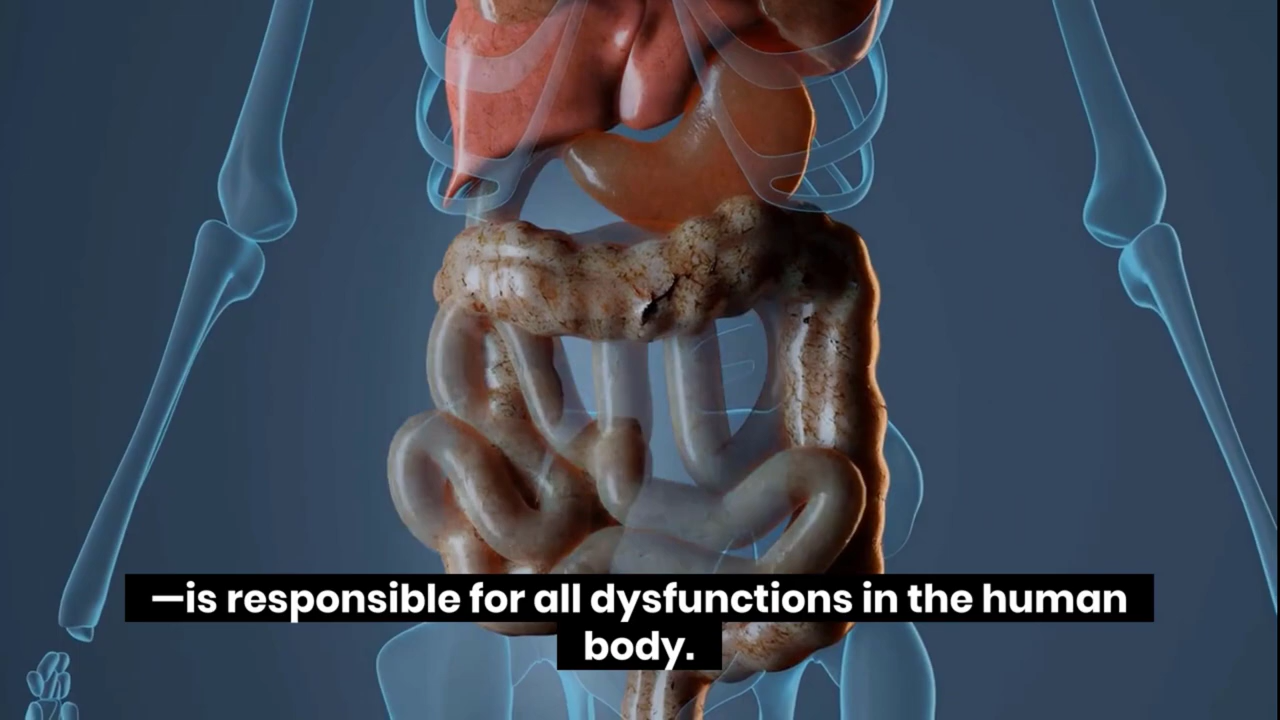 —is responsible for all dysfunctions in the human
body.